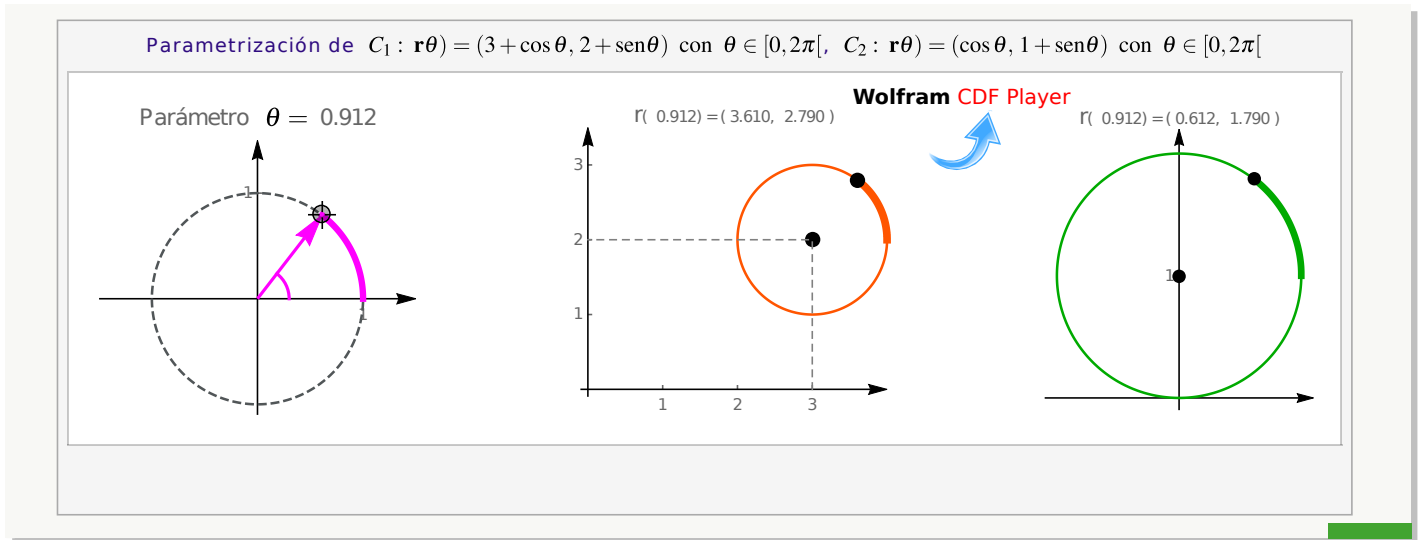 Parametrización de C₁ : rθ) = (3+cos θ, 2+senθ) con θ ∈ [0,2π[, C₂ : rθ) = (cos θ, 1+senθ) con θ ∈ [0,2π[
Wolfram CDF Player
Parámetro θ = 0.912
r( 0.912) = ( 3.610, 2.790 )
r( 0.912) = ( 0.612, 1.790 )
1
1
3
2
1
1 2 3
1